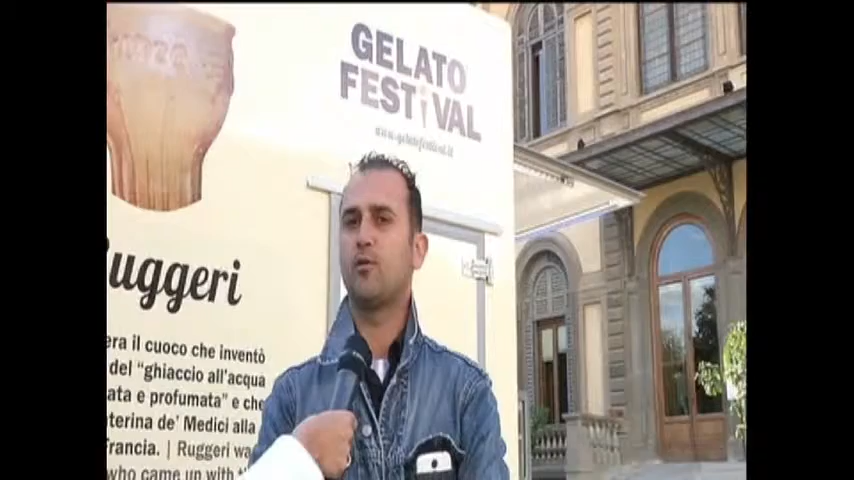 GELATO
FESTIVAL
www.gelatofestival.it
Ruggeri
era il cuoco che inventò
del "ghiaccio all'acqua
ata e profumata" e che
terina de' Medici alla
Francia. | Ruggeri wa
who came up with